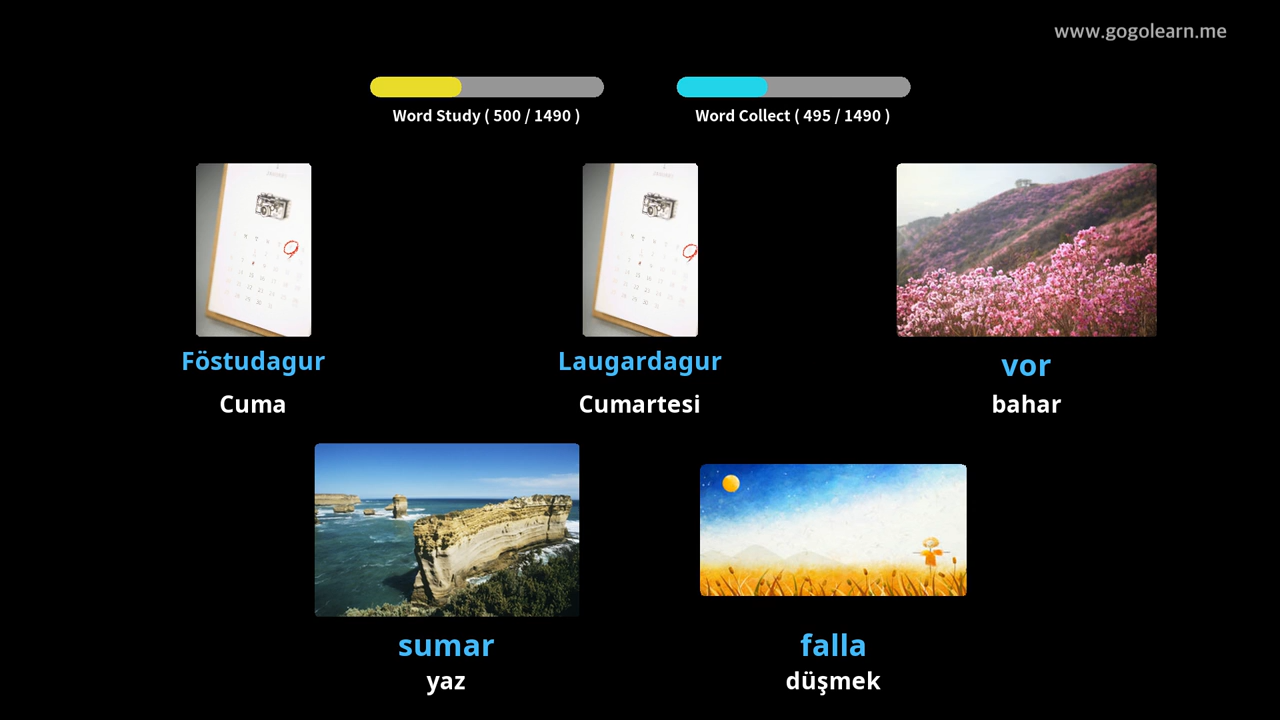 www.gogolearn.me
Word Study ( 500 / 1490 )
Word Collect ( 495 / 1490 )
Föstudagur
Cuma
Laugardagur
Cumartesi
vor
bahar
sumar
yaz
falla
düşmek